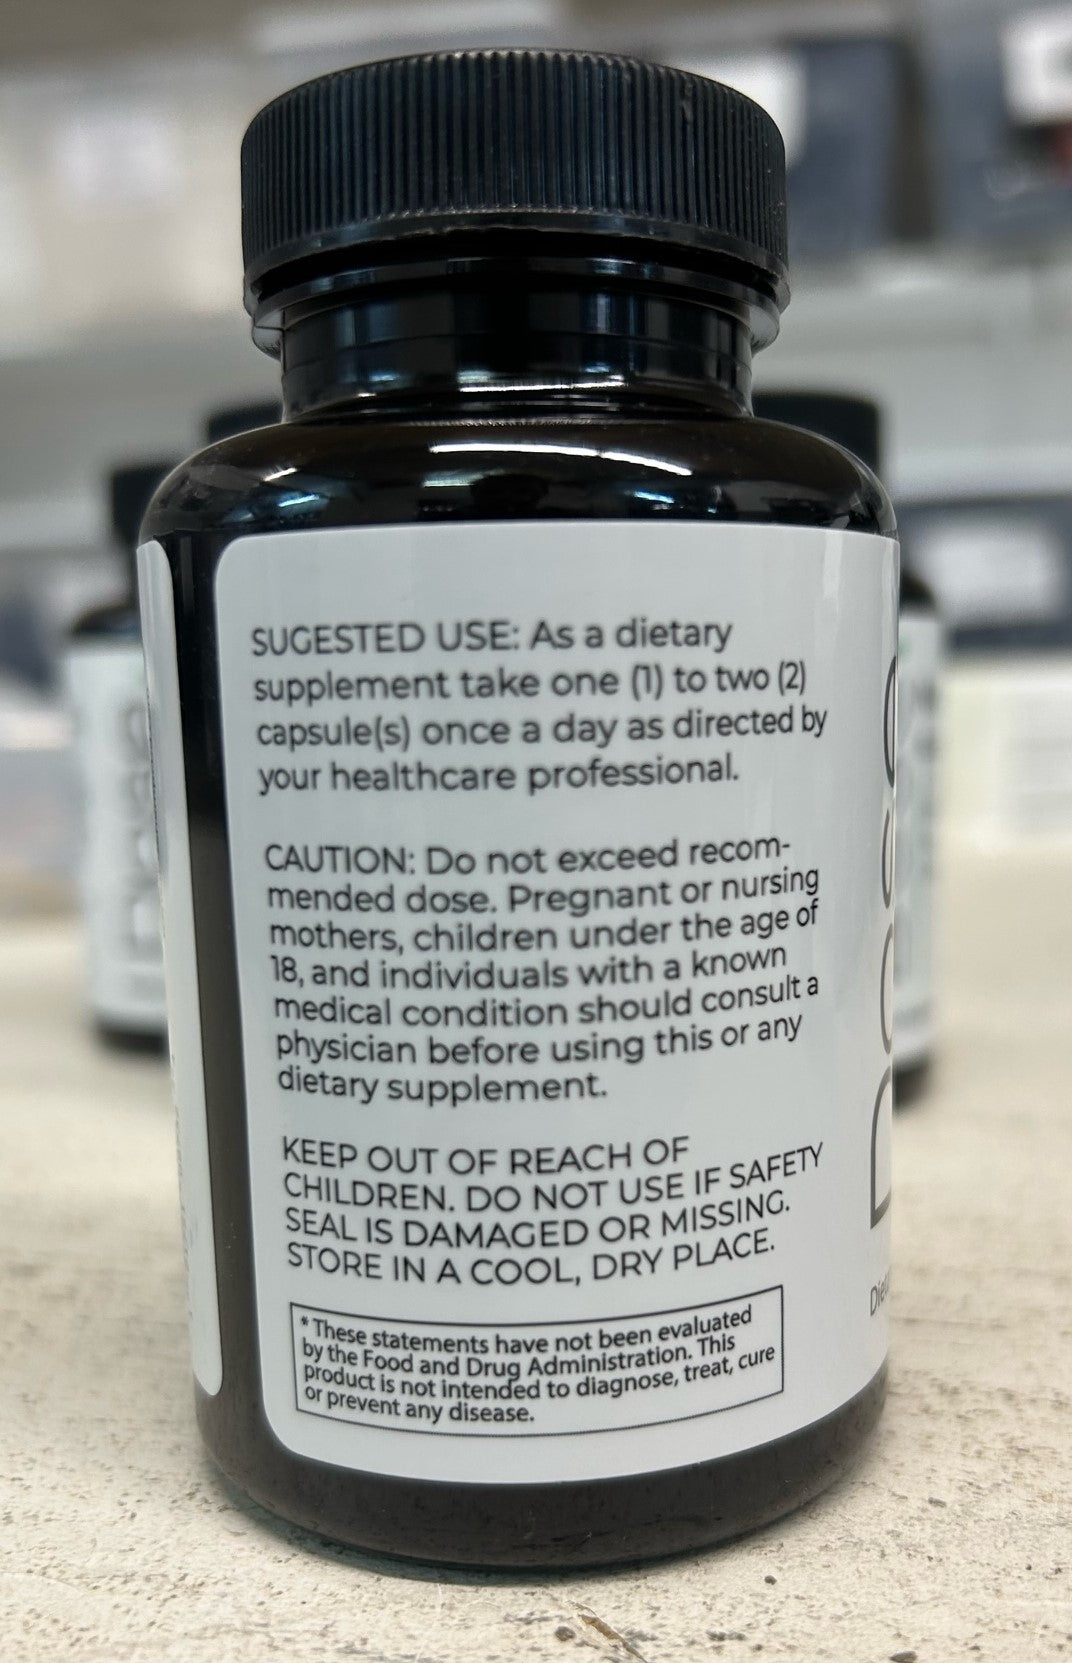 SUGESTED USE: As a dietary
supplement take one (1) to two (2)
capsule(s) once a day as directed by
your healthcare professional.
CAUTION: Do not exceed recom-
mended dose. Pregnant or nursing
mothers, children under the age of
18, and individuals with a known
medical condition should consult a
physician before using this or any
dietary supplement.
KEEP OUT OF REACH OF
CHILDREN. DO NOT USE IF SAFETY
SEAL IS DAMAGED OR MISSING.
STORE IN A COOL, DRY PLACE.
* These statements have not been evaluated
by the Food and Drug Administration. This
product is not intended to diagnose, treat, cure
or prevent any disease.